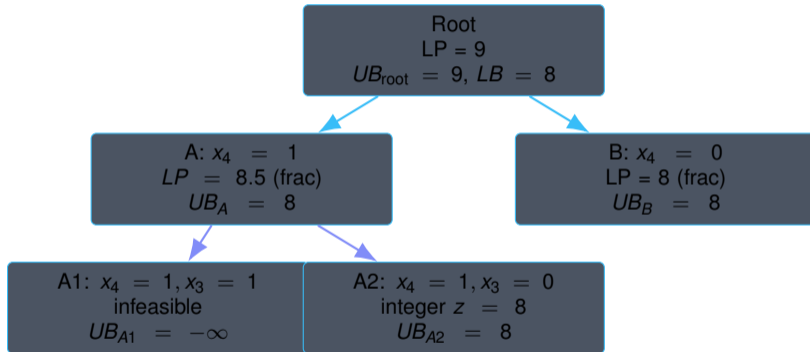 Root
LP = 9
UB_root = 9, LB = 8
A: x_4 = 1
LP = 8.5 (frac)
UB_A = 8
B: x_4 = 0
LP = 8 (frac)
UB_B = 8
A1: x_4 = 1, x_3 = 1
infeasible
UB_A1 = −∞
A2: x_4 = 1, x_3 = 0
integer z = 8
UB_A2 = 8